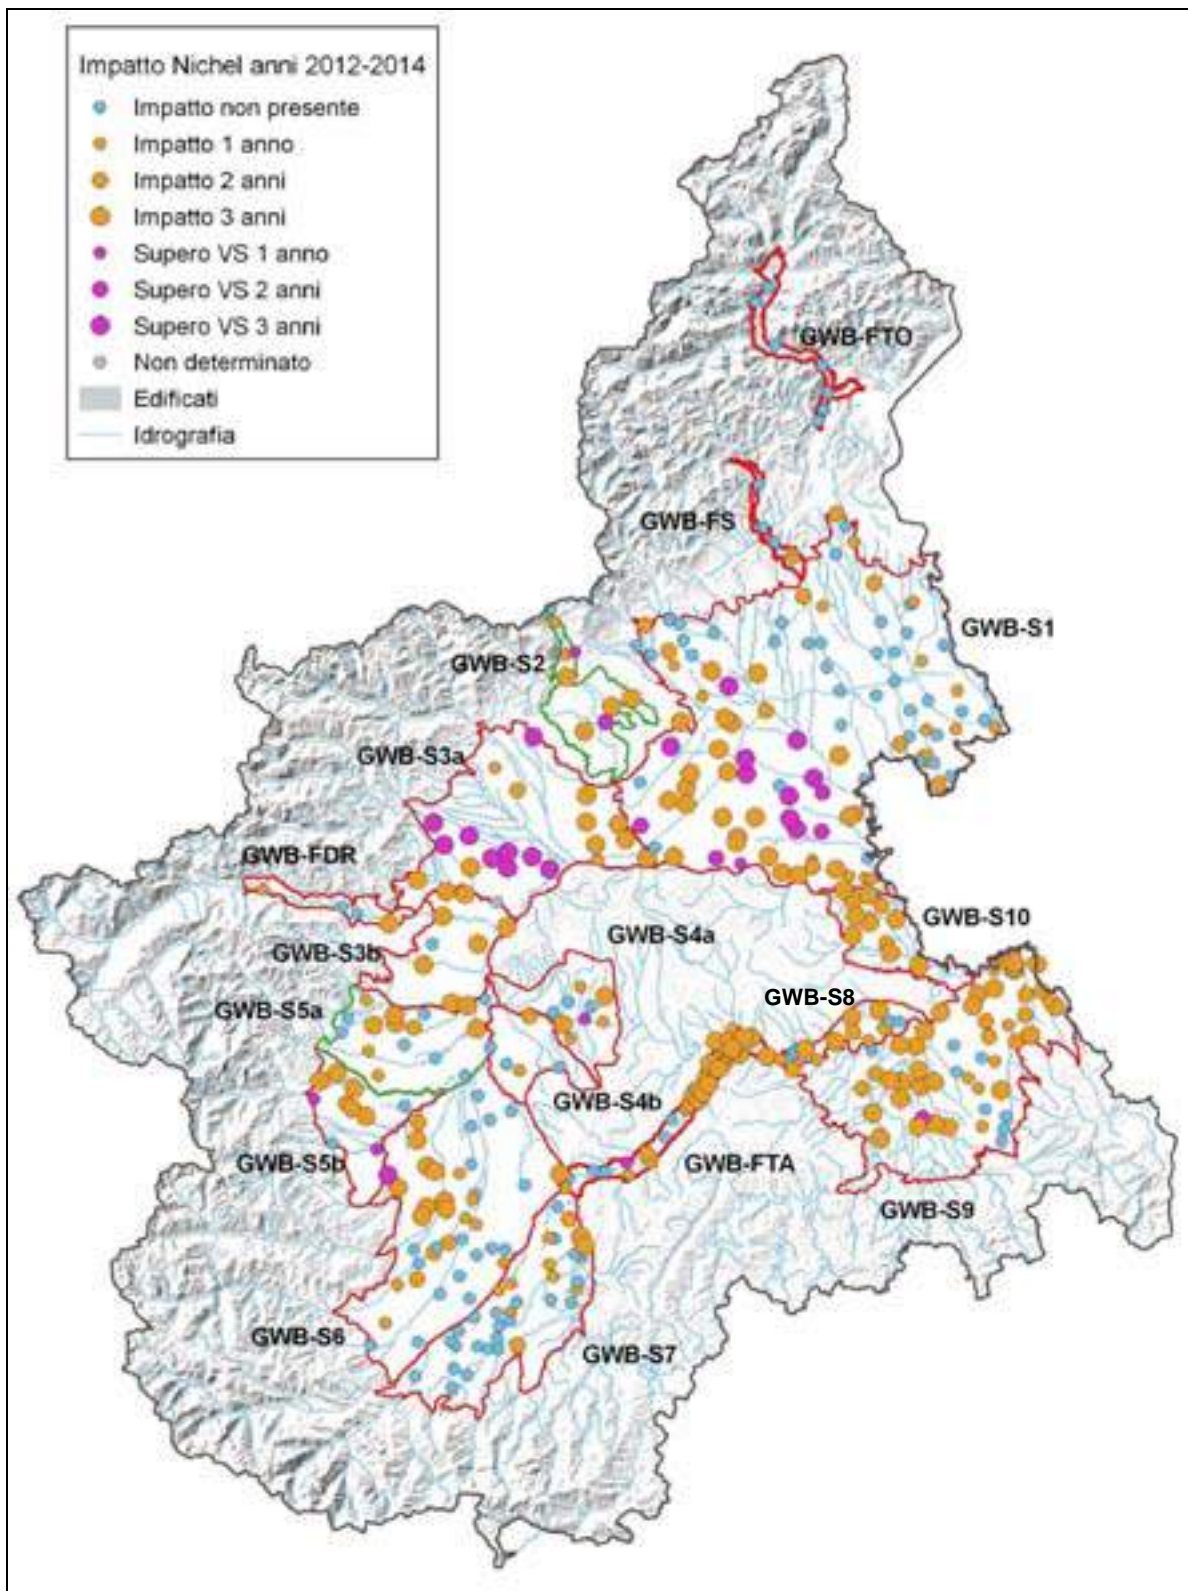 Impatto Nichel anni 2012-2014
Impatto non presente
Impatto 1 anno
Impatto 2 anni
Impatto 3 anni
Supero VS 1 anno
Supero VS 2 anni
Supero VS 3 anni
Non determinato
Edificati
Idrografia
GWB-FTO
GWB-FS
GWB-S1
GWB-S2
GWB-S3a
GWB-FDR
GWB-S10
GWB-S4a
GWB-S3b
GWB-S8
GWB-S5a
GWB-S4b
GWB-S5b
GWB-FTA
GWB-S9
GWB-S6
GWB-S7